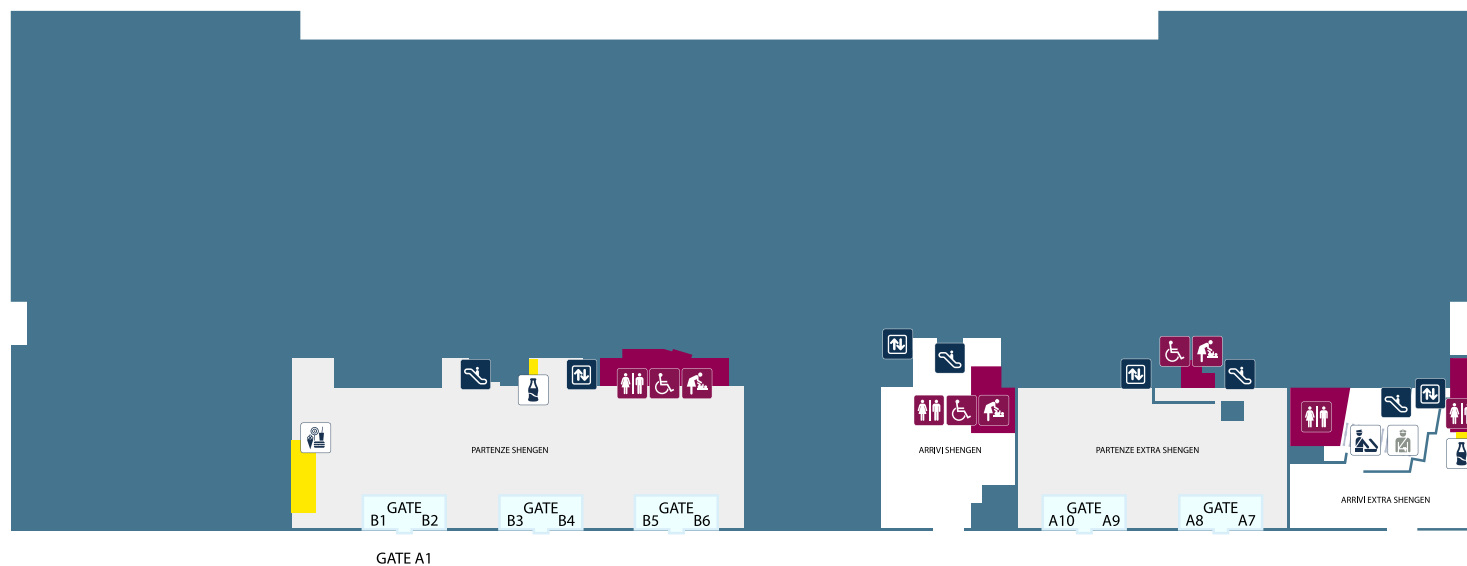 PARTENZE SHENGEN
ARRIVI SHENGEN
PARTENZE EXTRA SHENGEN
ARRIVI EXTRA SHENGEN
GATE
B1 B2
GATE
B3 B4
GATE
B5 B6
GATE
A10 A9
GATE
A8 A7
GATE A1